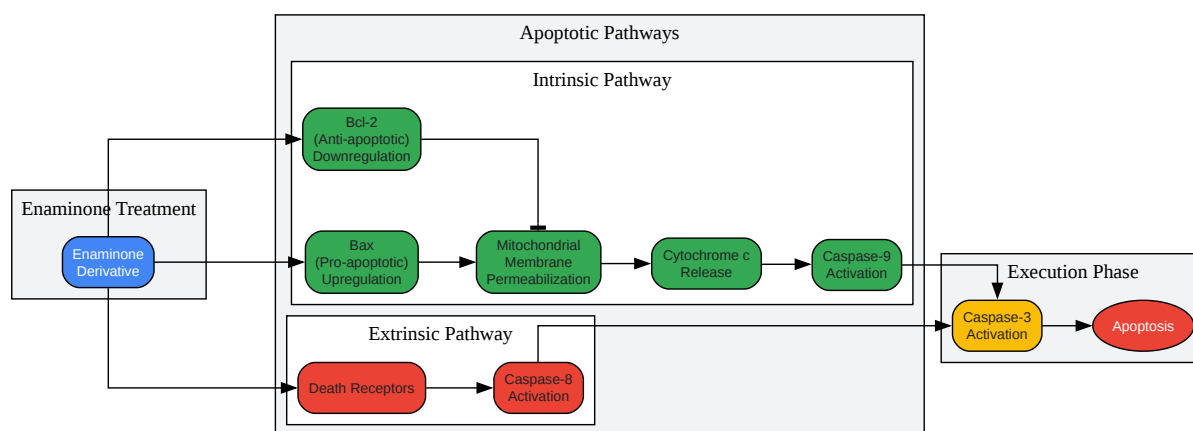 Apoptotic Pathways
Intrinsic Pathway
Bcl-2
(Anti-apoptotic)
Downregulation
Enaminone Treatment
Enaminone
Derivative
Bax
(Pro-apoptotic)
Upregulation
Mitochondrial
Membrane
Permeabilization
Cytochrome c
Release
Caspase-9
Activation
Execution Phase
Caspase-3
Activation
Apoptosis
Extrinsic Pathway
Death Receptors
Caspase-8
Activation